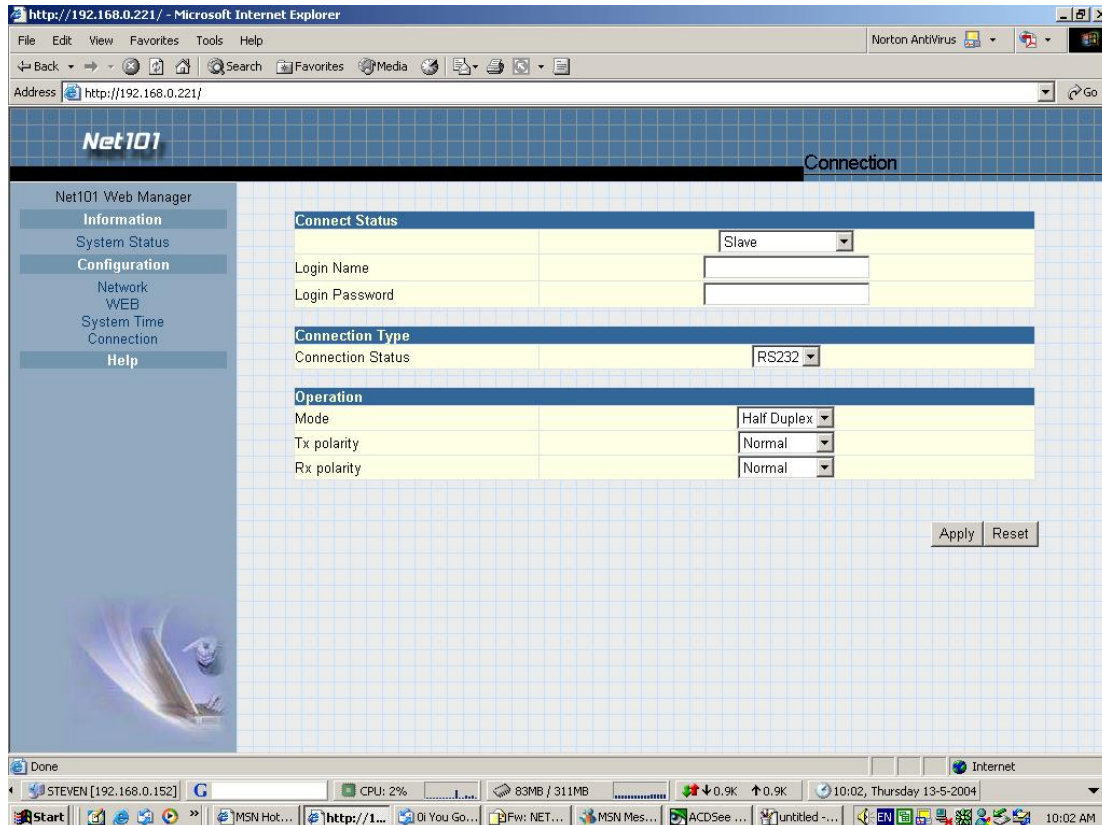 http://192.168.0.221/ - Microsoft Internet Explorer
File Edit View Favorites Tools Help
Norton AntiVirus
Back Search Favorites Media
Address http://192.168.0.221/ Go
Net101
Connection
Net101 Web Manager
Information
System Status
Configuration
Network
WEB
System Time
Connection
Help
Connect Status
Slave
Login Name
Login Password
Connection Type
Connection Status RS232
Operation
Mode Half Duplex
Tx polarity Normal
Rx polarity Normal
Apply Reset
Done Internet
STEVEN [192.168.0.152] G CPU: 2% 83MB / 311MB 0.9K 0.9K 10:02, Thursday 13-5-2004
Start MSN Hot... http://1... Oi You Go... Fw: NET... MSN Mes... ACDSee ... untitled -... EN 10:02 AM